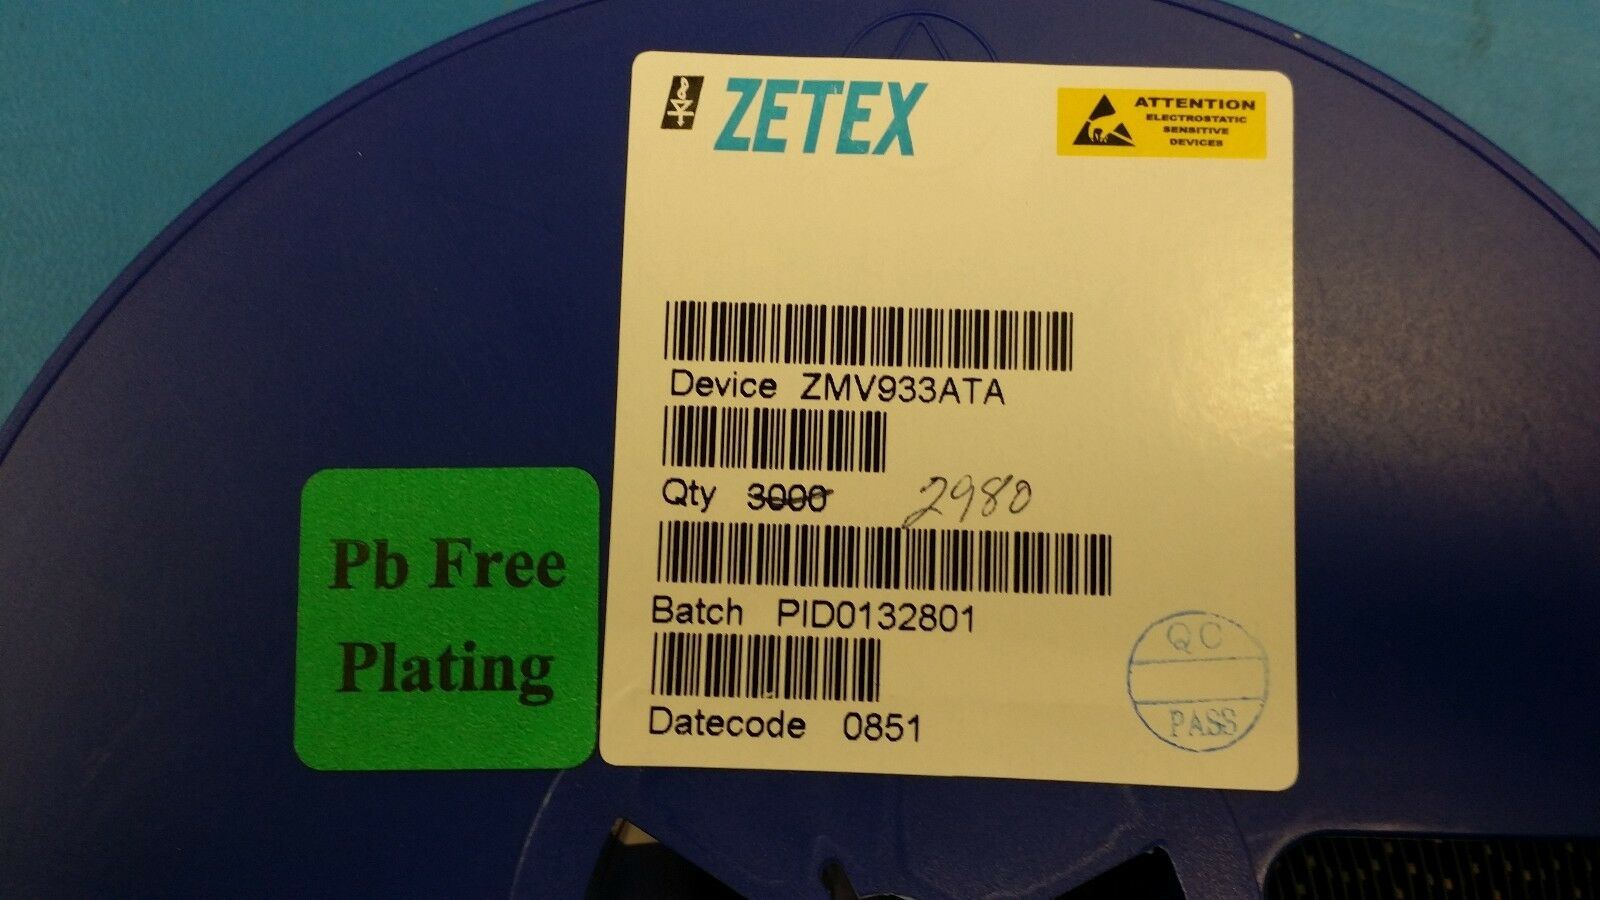 ZETEX
ATTENTION
ELECTROSTATIC
SENSITIVE
DEVICES
Device ZMV933ATA
Qty 3000 2980
Batch PID0132801
Datecode 0851
QC
PASS
Pb Free
Plating